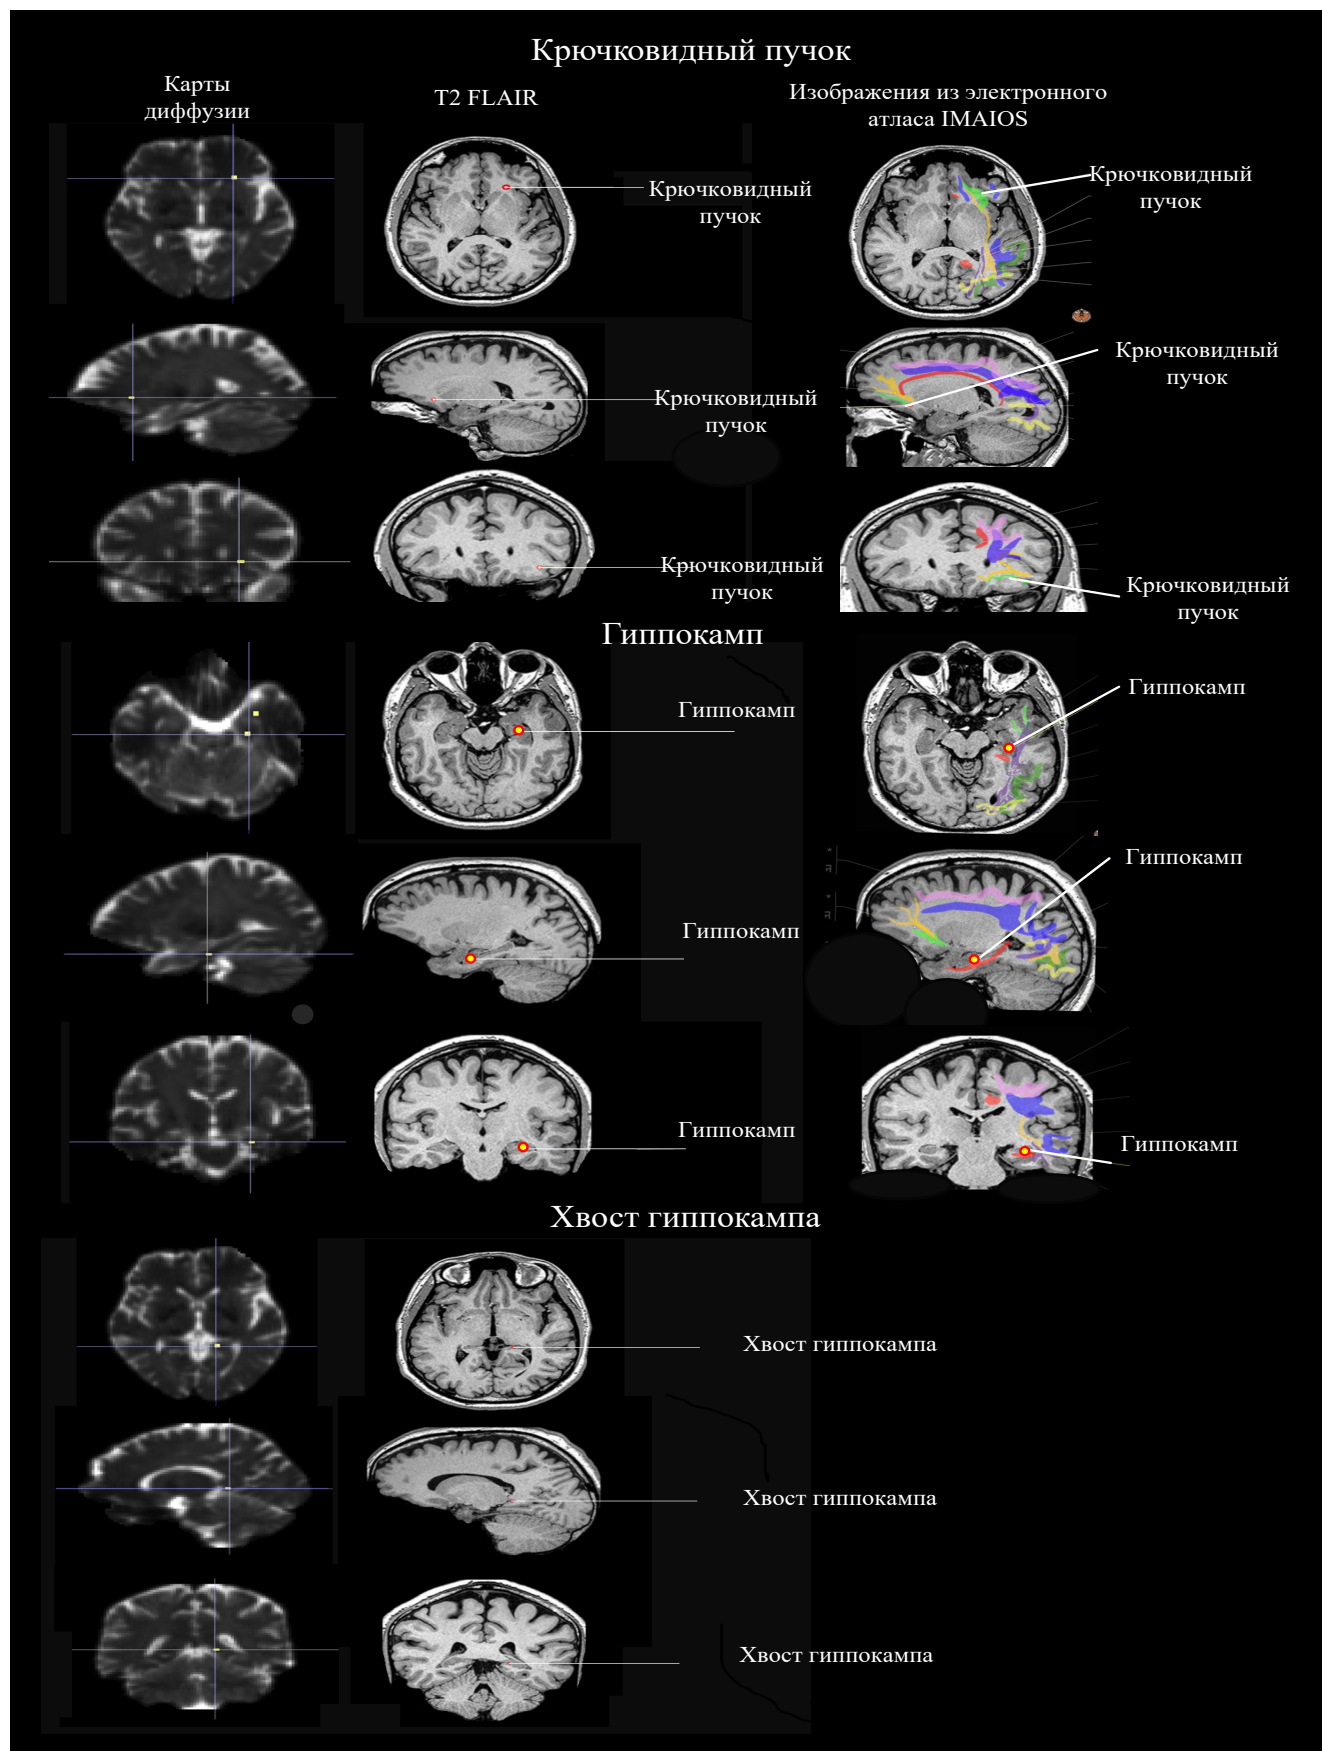 Крючковидный пучок
Карты
диффузии
T2 FLAIR
Изображения из электронного
атласа IMAIOS
Крючковидный
пучок
Крючковидный
пучок
Крючковидный
пучок
Крючковидный
пучок
Крючковидный
пучок
Крючковидный
пучок
Гиппокамп
Гиппокамп
Гиппокамп
Гиппокамп
Гиппокамп
Гиппокамп
Гиппокамп
Хвост гиппокампа
Хвост гиппокампа
Хвост гиппокампа
Хвост гиппокампа